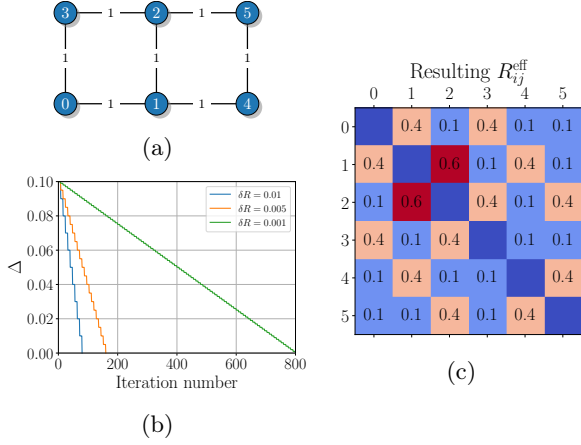 3 1 2 1 5
1 1 1
0 1 1 1 4
(a)
Δ
0.10
0.08
0.06
0.04
0.02
0.00
δR = 0.01
δR = 0.005
δR = 0.001
0 200 400 600 800
Iteration number
(b)
Resulting R_{ij}^{eff}
0 1 2 3 4 5
0 0.4 0.1 0.4 0.1 0.1
1 0.4 0.6 0.1 0.4 0.1
2 0.1 0.6 0.4 0.1 0.4
3 0.4 0.1 0.4 0.1 0.1
4 0.1 0.4 0.1 0.1 0.4
5 0.1 0.1 0.4 0.1 0.4
(c)